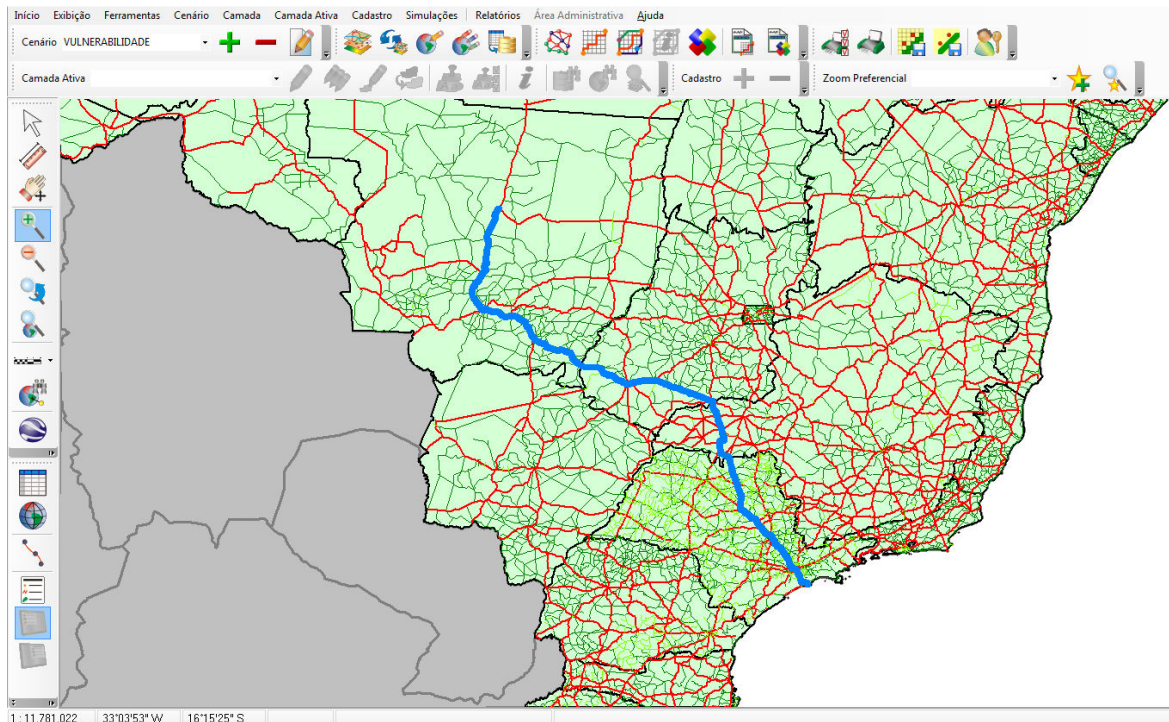 Início Exibição Ferramentas Cenário Camada Camada Ativa Cadastro Simulações Relatórios Área Administrativa Ajuda
Cenário VULNERABILIDADE
Camada Ativa Cadastro Zoom Preferencial
1 : 11.781.022 33°03'53" W 16°15'25" S